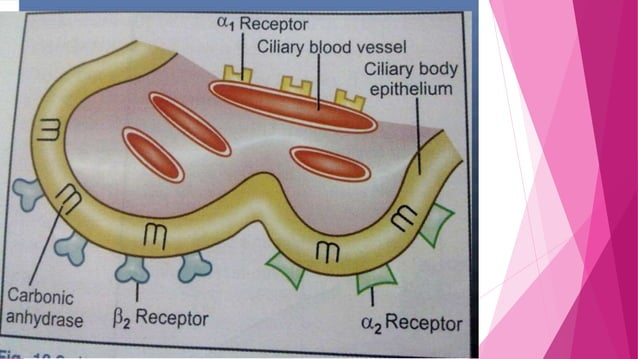 α1 Receptor
Ciliary blood vessel
Ciliary body
epithelium
m
m
m
m
m
Carbonic
anhydrase
β2 Receptor
α2 Receptor